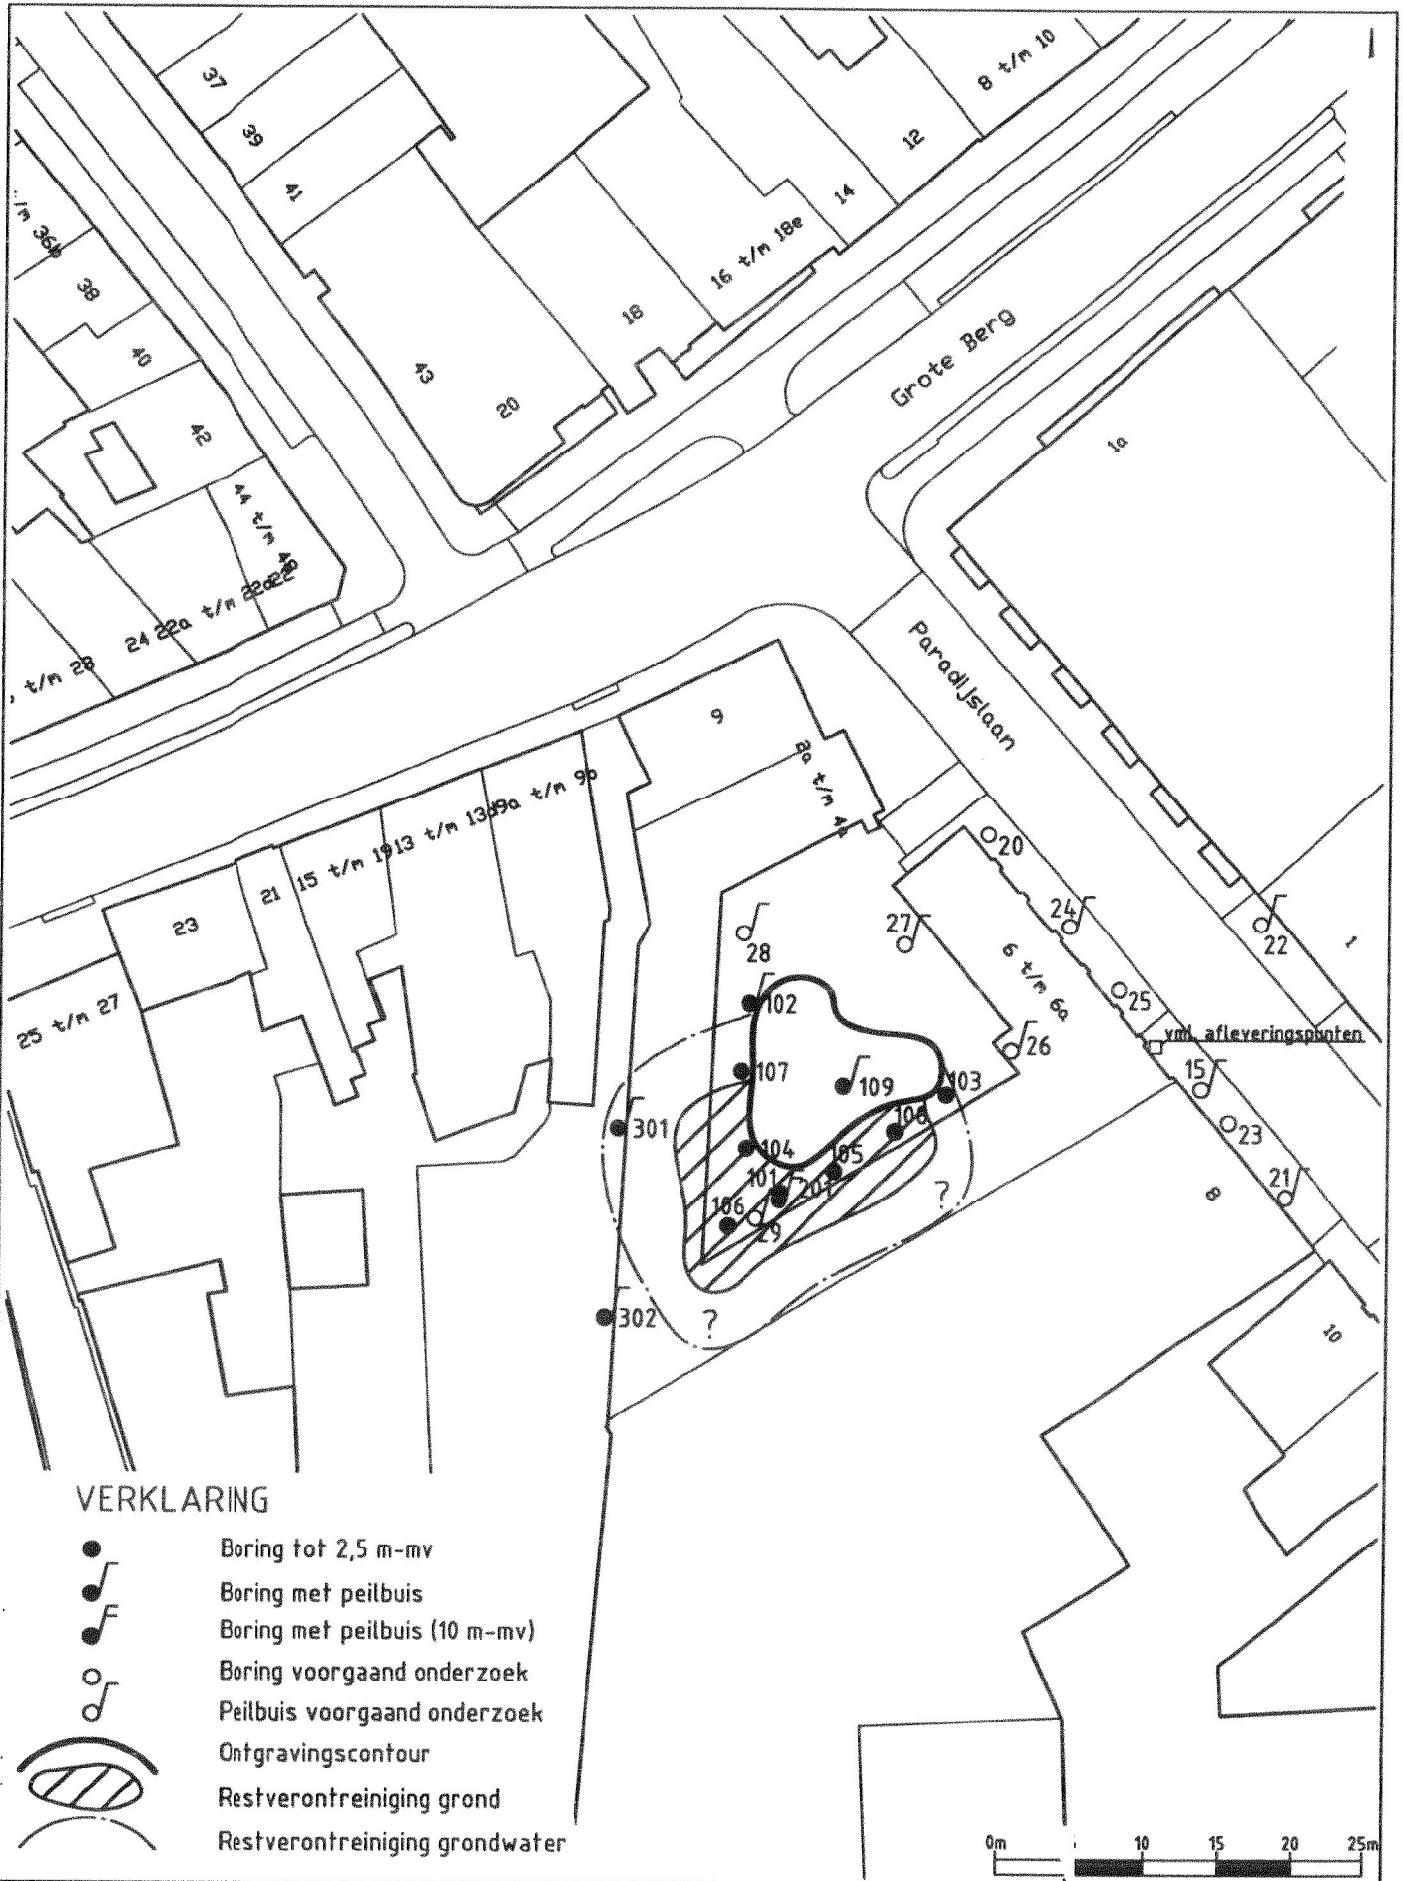 37
39
41
8 t/m 10
12
14
16 t/m 18e
18
43
20
/m 36b
38
40
42
44 t/m
24 22a t/m 22d
22
t/m 28
Grote Berg
1a
Paradijslaan
9
2a t/m 4a
9a t/m 9b
13 t/m 13d
15 t/m 19
21
23
25 t/m 27
20
24
22
1
27
28
6 t/m 6a
25
102
26
vml. afleveringspunten
107
109
103
15
23
301
104
105
101
201
106
29
21
8
?
302
?
10
VERKLARING
Boring tot 2,5 m-mv
Boring met peilbuis
Boring met peilbuis (10 m-mv)
Boring voorgaand onderzoek
Peilbuis voorgaand onderzoek
Ontgravingscontour
Restverontreiniging grond
Restverontreiniging grondwater
0m 10 15 20 25m